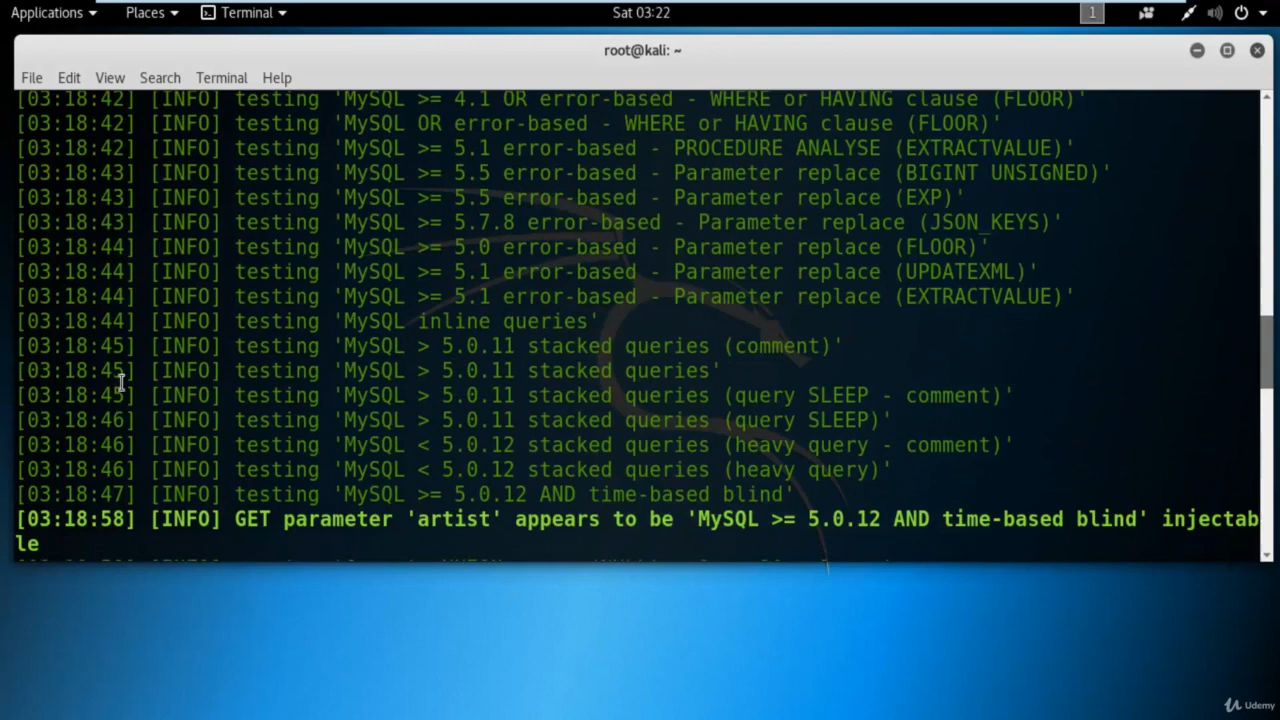 Applications Places Terminal Sat 03:22 1
root@kali: ~
File Edit View Search Terminal Help
[03:18:42] [INFO] testing 'MySQL >= 4.1 OR error-based - WHERE or HAVING clause (FLOOR)'
[03:18:42] [INFO] testing 'MySQL OR error-based - WHERE or HAVING clause (FLOOR)'
[03:18:42] [INFO] testing 'MySQL >= 5.1 error-based - PROCEDURE ANALYSE (EXTRACTVALUE)'
[03:18:43] [INFO] testing 'MySQL >= 5.5 error-based - Parameter replace (BIGINT UNSIGNED)'
[03:18:43] [INFO] testing 'MySQL >= 5.5 error-based - Parameter replace (EXP)'
[03:18:43] [INFO] testing 'MySQL >= 5.7.8 error-based - Parameter replace (JSON_KEYS)'
[03:18:44] [INFO] testing 'MySQL >= 5.0 error-based - Parameter replace (FLOOR)'
[03:18:44] [INFO] testing 'MySQL >= 5.1 error-based - Parameter replace (UPDATEXML)'
[03:18:44] [INFO] testing 'MySQL >= 5.1 error-based - Parameter replace (EXTRACTVALUE)'
[03:18:44] [INFO] testing 'MySQL inline queries'
[03:18:45] [INFO] testing 'MySQL > 5.0.11 stacked queries (comment)'
[03:18:45] [INFO] testing 'MySQL > 5.0.11 stacked queries'
[03:18:45] [INFO] testing 'MySQL > 5.0.11 stacked queries (query SLEEP - comment)'
[03:18:46] [INFO] testing 'MySQL > 5.0.11 stacked queries (query SLEEP)'
[03:18:46] [INFO] testing 'MySQL < 5.0.12 stacked queries (heavy query - comment)'
[03:18:46] [INFO] testing 'MySQL < 5.0.12 stacked queries (heavy query)'
[03:18:47] [INFO] testing 'MySQL >= 5.0.12 AND time-based blind'
[03:18:58] [INFO] GET parameter 'artist' appears to be 'MySQL >= 5.0.12 AND time-based blind' injectab
le
Udemy